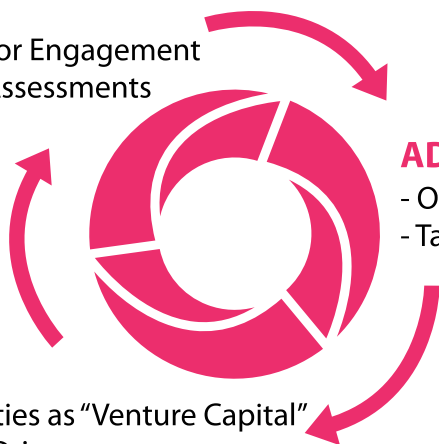 or Engagement
ssessments
AD
- O
- Ta
ties as “Venture Capital”